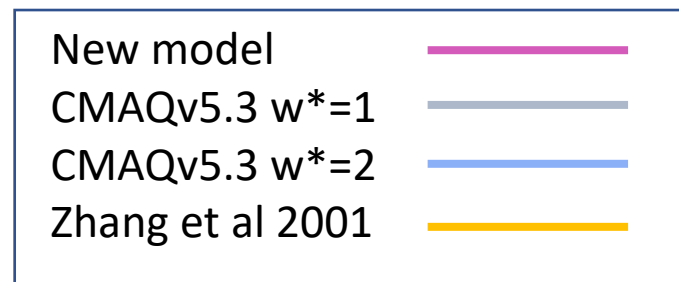 New model
CMAQv5.3 w*=1
CMAQv5.3 w*=2
Zhang et al 2001